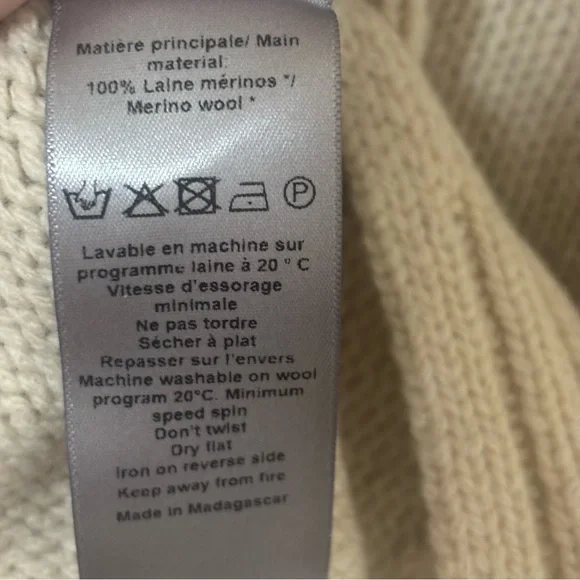 Matière principale/ Main
material:
100% Laine mérinos */
Merino wool *
P
Lavable en machine sur
programme laine à 20 ° C
Vitesse d'essorage
minimale
Ne pas tordre
Sécher à plat
Repasser sur l'envers
Machine washable on wool
program 20°C. Minimum
speed spin
Don't twist
Dry flat
Iron on reverse side
Keep away from fire
Made in Madagascar